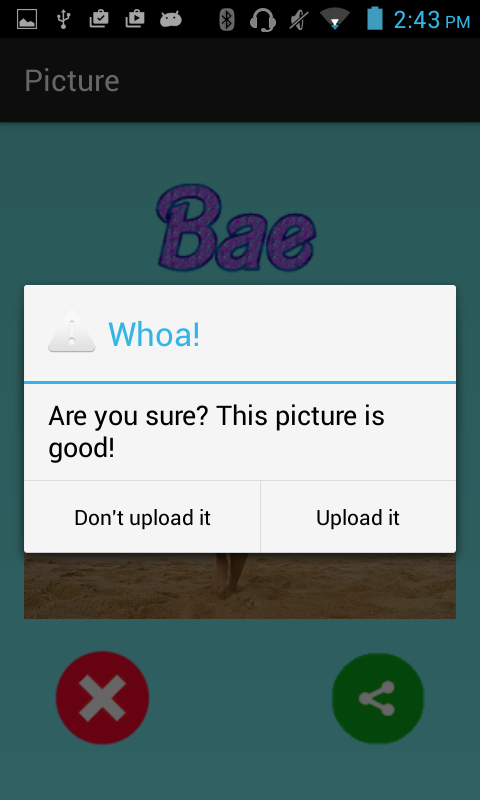 2:43 PM
Picture
Bae
Whoa!
Are you sure? This picture is
good!
Don't upload it
Upload it